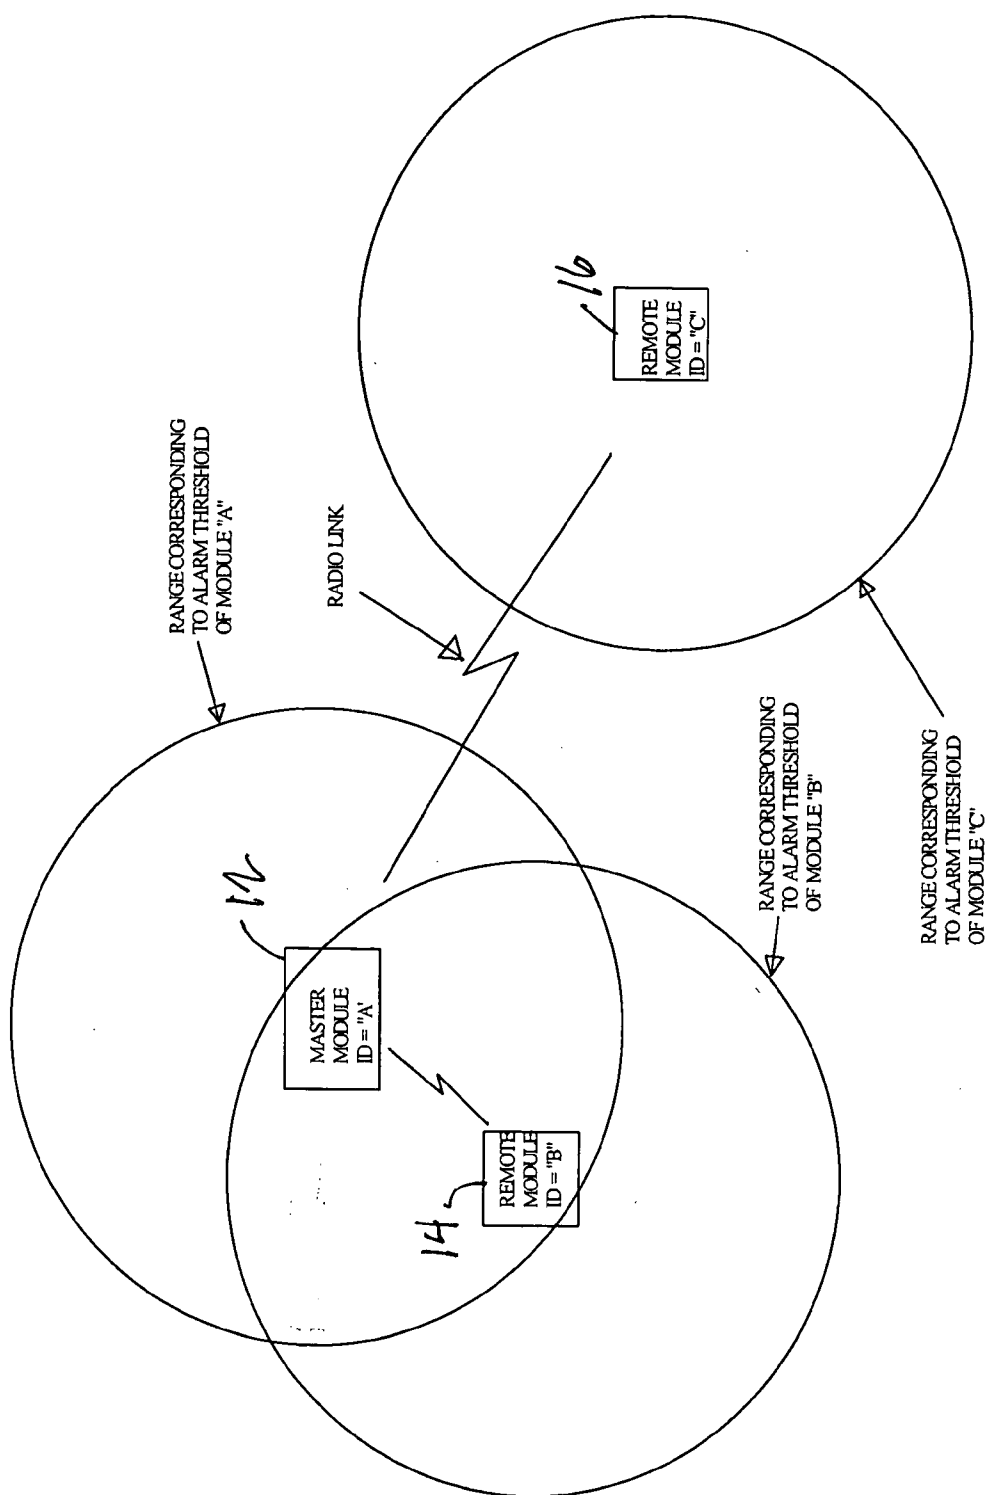 RANGE CORRESPONDING
TO ALARM THRESHOLD
OF MODULE "A"
RADIO LINK
12
MASTER
MODULE
ID = "A'
14
REMOTE
MODULE
ID = "B"
16
REMOTE
MODULE
ID = "C"
RANGE CORRESPONDING
TO ALARM THRESHOLD
OF MODULE "B"
RANGE CORRESPONDING
TO ALARM THRESHOLD
OF MODULE "C'